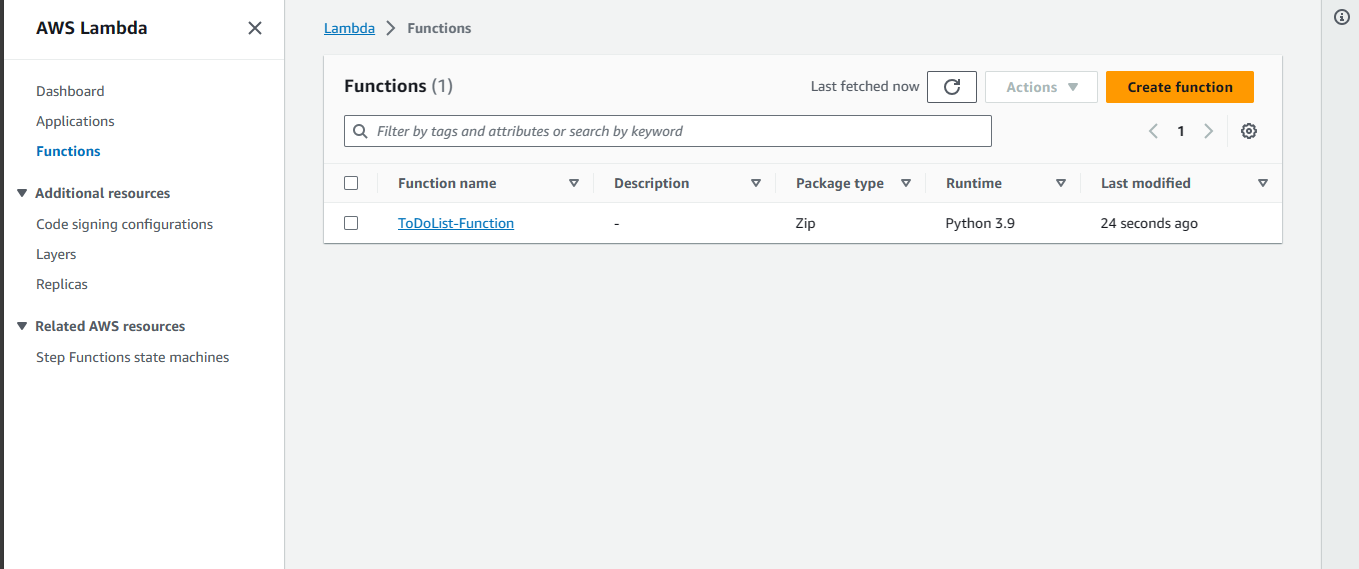 AWS Lambda
Dashboard
Applications
Functions
Additional resources
Code signing configurations
Layers
Replicas
Related AWS resources
Step Functions state machines
Lambda Functions
Functions (1) Last fetched now Actions Create function
Filter by tags and attributes or search by keyword 1
Function name Description Package type Runtime Last modified
ToDoList-Function - Zip Python 3.9 24 seconds ago